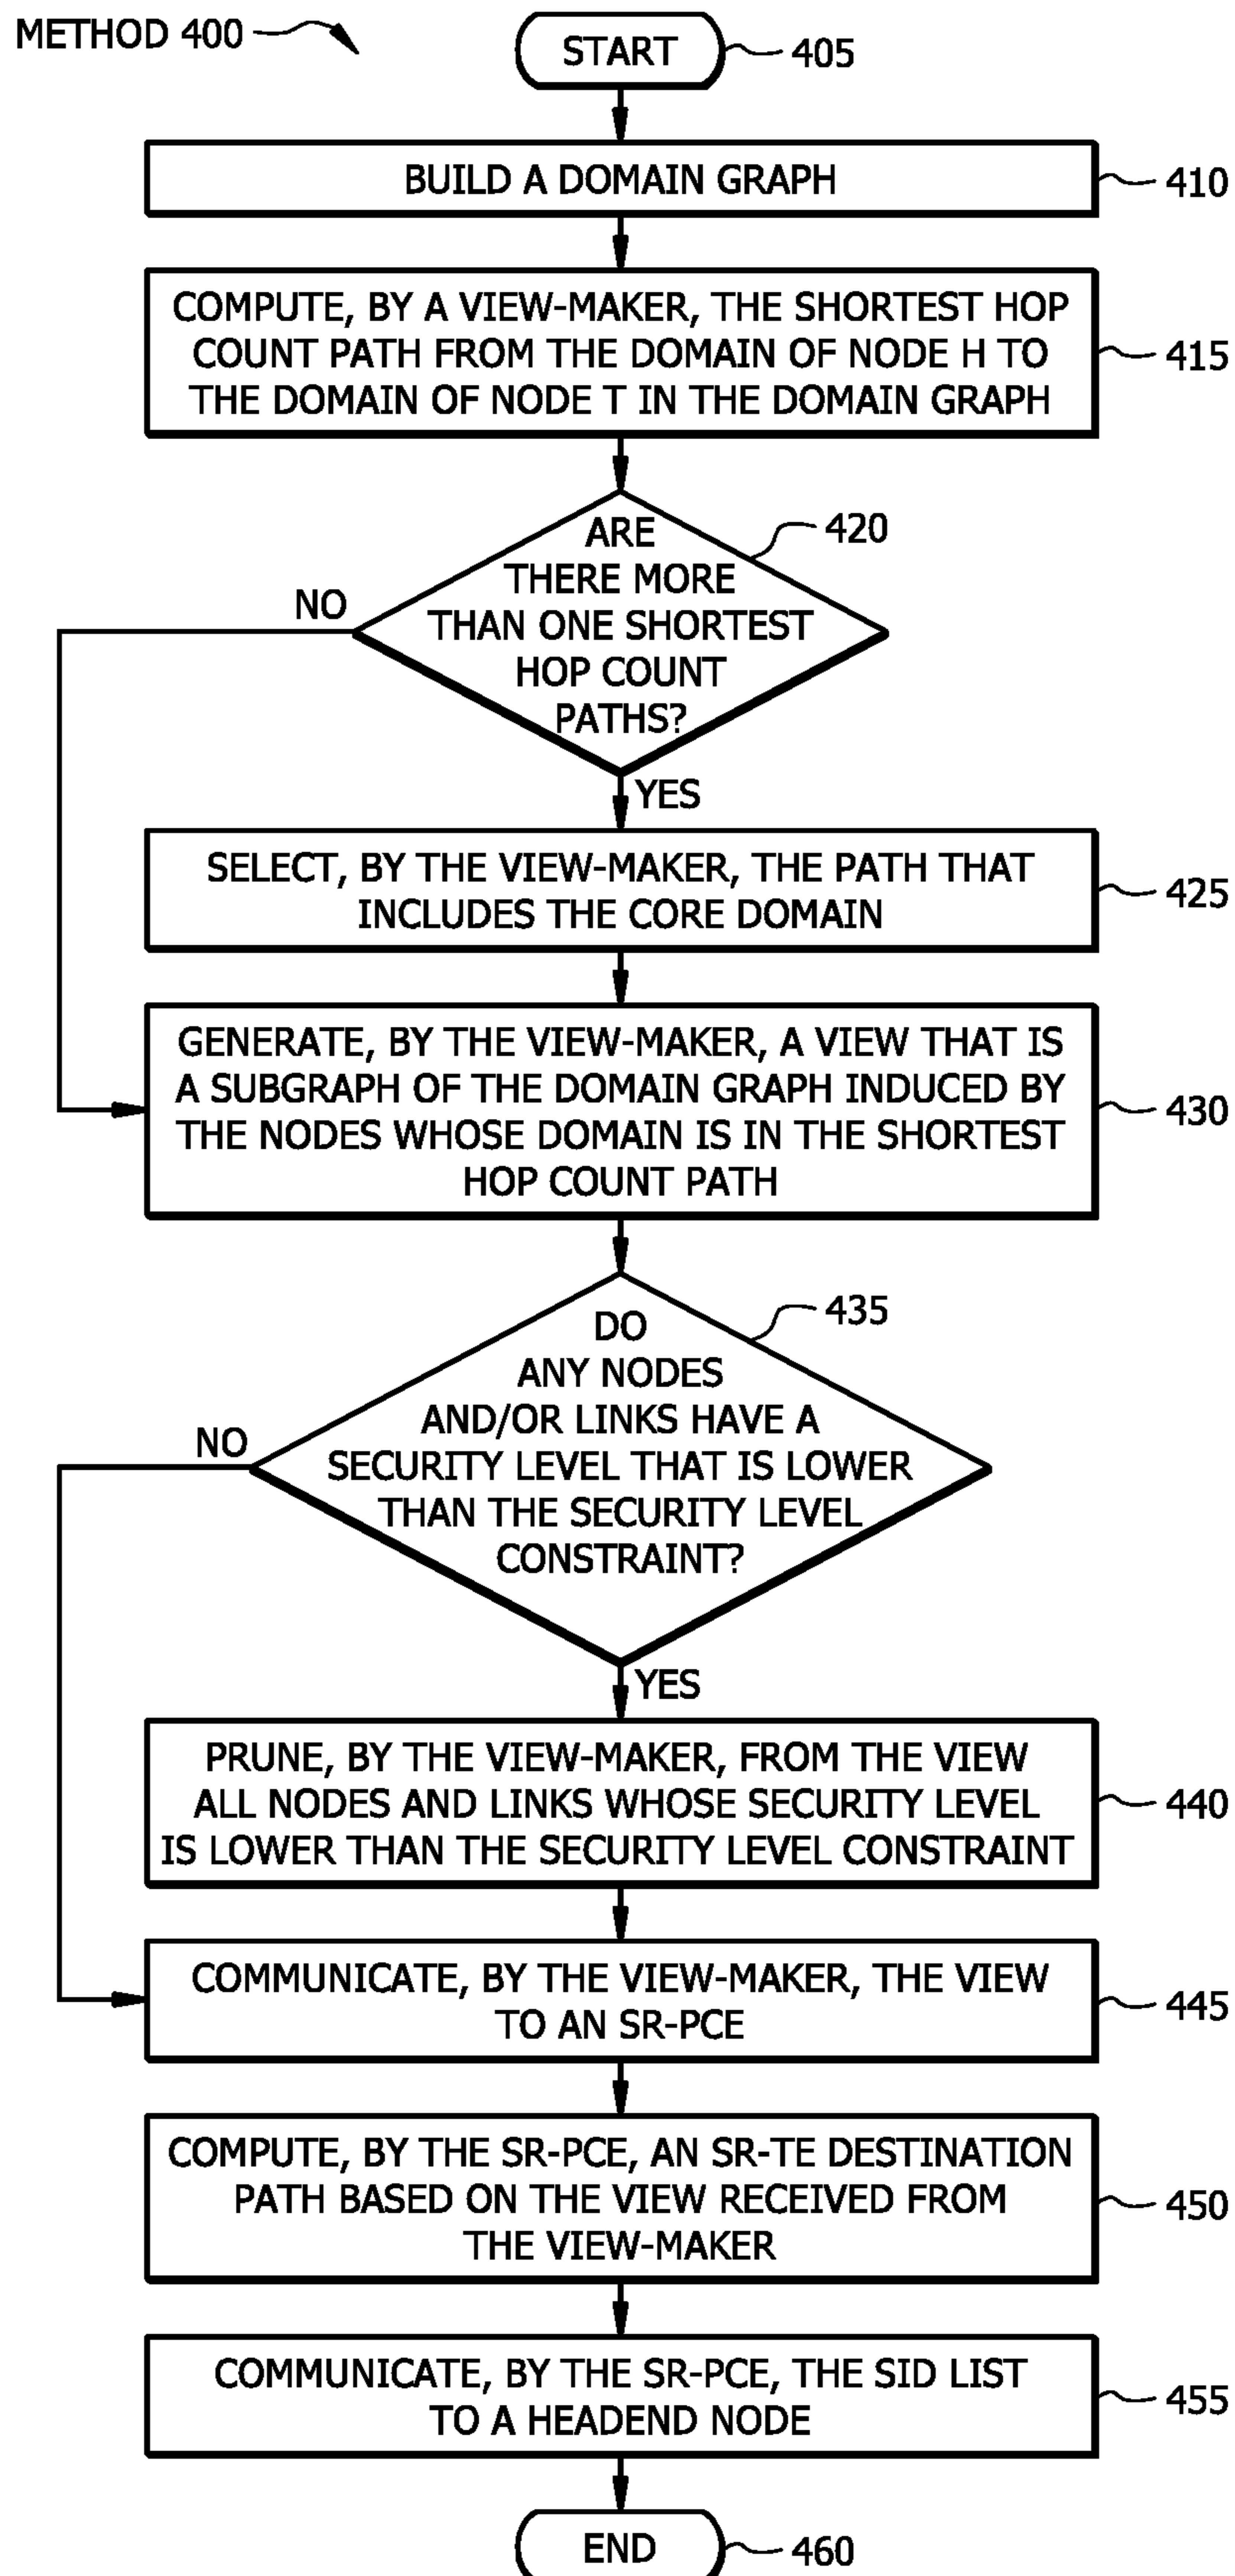 METHOD 400
START
405
BUILD A DOMAIN GRAPH
410
COMPUTE, BY A VIEW-MAKER, THE SHORTEST HOP
COUNT PATH FROM THE DOMAIN OF NODE H TO
THE DOMAIN OF NODE T IN THE DOMAIN GRAPH
415
ARE
THERE MORE
THAN ONE SHORTEST
HOP COUNT
PATHS?
420
NO
YES
SELECT, BY THE VIEW-MAKER, THE PATH THAT
INCLUDES THE CORE DOMAIN
425
GENERATE, BY THE VIEW-MAKER, A VIEW THAT IS
A SUBGRAPH OF THE DOMAIN GRAPH INDUCED BY
THE NODES WHOSE DOMAIN IS IN THE SHORTEST
HOP COUNT PATH
430
DO
ANY NODES
AND/OR LINKS HAVE A
SECURITY LEVEL THAT IS LOWER
THAN THE SECURITY LEVEL
CONSTRAINT?
435
NO
YES
PRUNE, BY THE VIEW-MAKER, FROM THE VIEW
ALL NODES AND LINKS WHOSE SECURITY LEVEL
IS LOWER THAN THE SECURITY LEVEL CONSTRAINT
440
COMMUNICATE, BY THE VIEW-MAKER, THE VIEW
TO AN SR-PCE
445
COMPUTE, BY THE SR-PCE, AN SR-TE DESTINATION
PATH BASED ON THE VIEW RECEIVED FROM
THE VIEW-MAKER
450
COMMUNICATE, BY THE SR-PCE, THE SID LIST
TO A HEADEND NODE
455
END
460